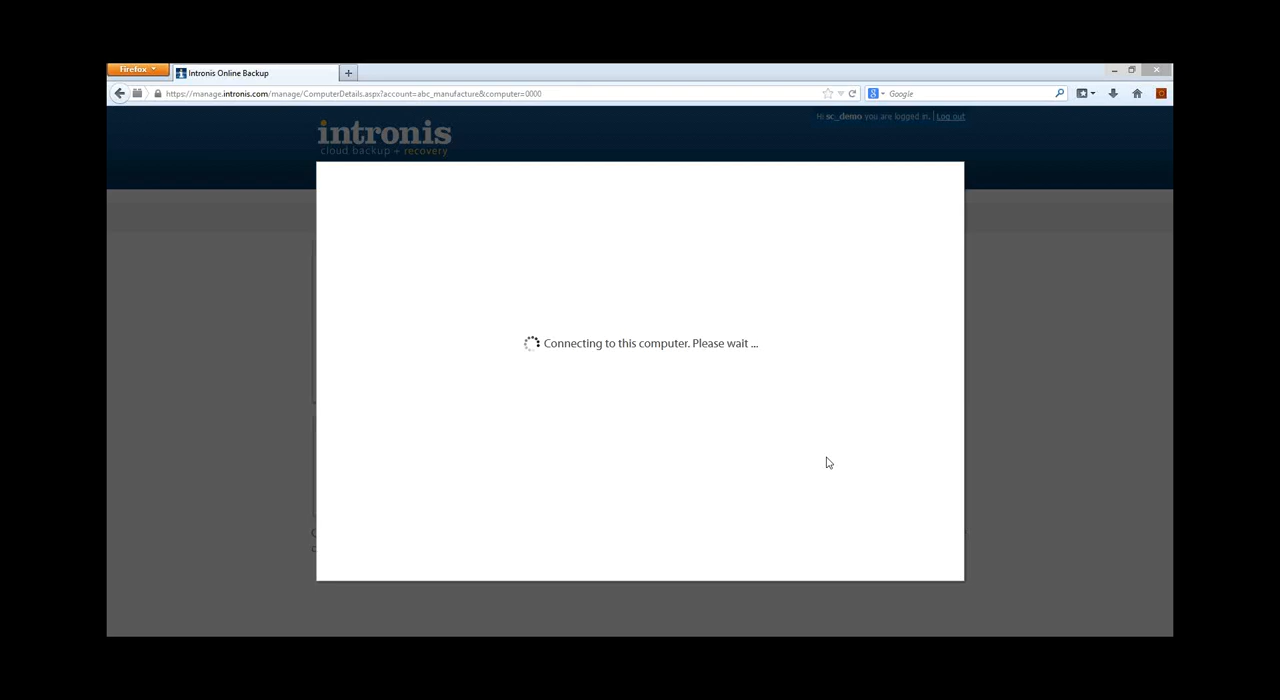 Firefox
Intronis Online Backup
https://manage.intronis.com/manage/ComputerDetails.aspx?account=abc_manufacture&computer=0000
Google
Hi sc_demo you are logged in. | Log out
intronis
cloud backup + recovery
Connecting to this computer. Please wait ...